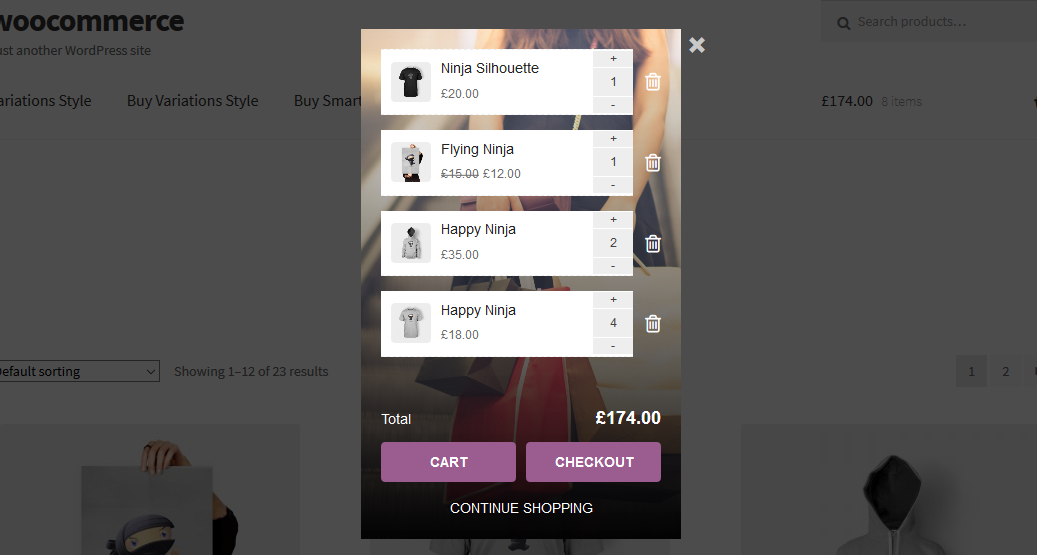 woocommerce
ust another WordPress site
Search products…
ariations Style
Buy Variations Style
Buy Smar
£174.00 8 items
Ninja Silhouette
£20.00
+
1
-
Flying Ninja
£15.00 £12.00
+
1
-
Happy Ninja
£35.00
+
2
-
Happy Ninja
£18.00
+
4
-
Default sorting
Showing 1–12 of 23 results
1
2
Total
£174.00
CART
CHECKOUT
CONTINUE SHOPPING